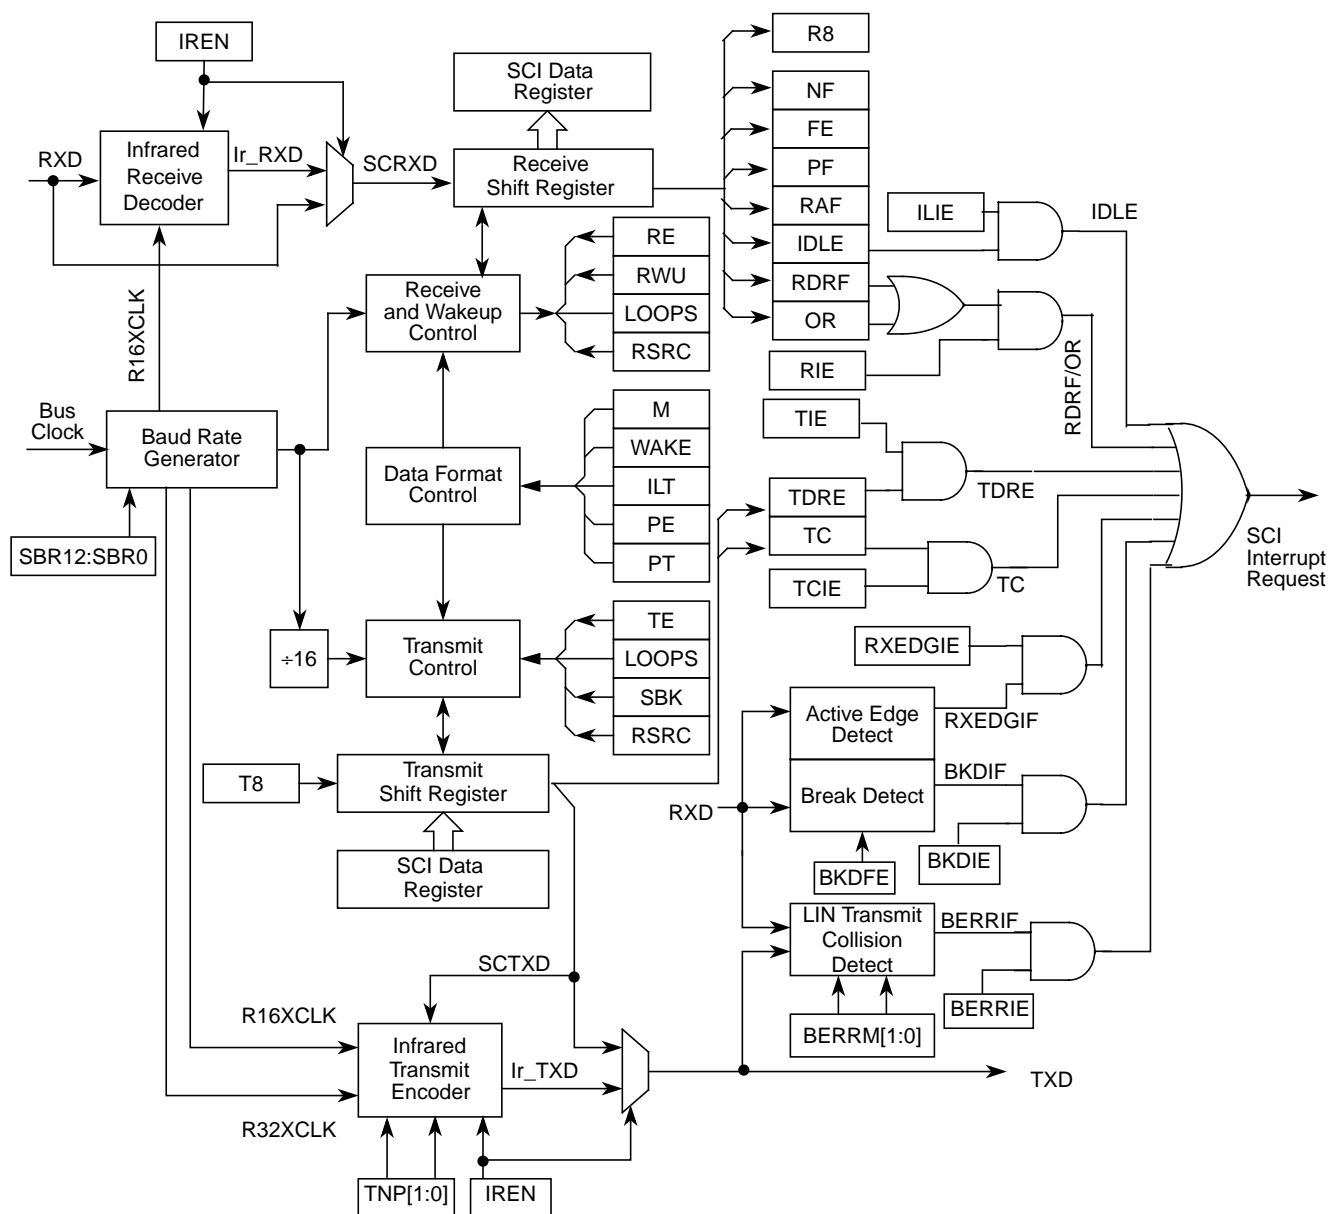 IREN
SCI Data
Register
R8
NF
FE
PF
RAF
IDLE
RDRF
OR
RXD
Infrared
Receive
Decoder
Ir_RXD
SCRXD
Receive
Shift Register
ILIE
IDLE
RE
RWU
LOOPS
RSRC
Receive
and Wakeup
Control
R16XCLK
RIE
RDRF/OR
Bus
Clock
Baud Rate
Generator
SBR12:SBR0
Data Format
Control
M
WAKE
ILT
PE
PT
TIE
TDRE
TC
TCIE
TDRE
TC
SCI
Interrupt
Request
÷16
Transmit
Control
TE
LOOPS
SBK
RSRC
RXEDGIE
Active Edge
Detect
RXEDGIF
T8
Transmit
Shift Register
SCI Data
Register
RXD
Break Detect
BKDIF
BKDFE
BKDIE
LIN Transmit
Collision
Detect
BERRIF
BERRIE
BERRM[1:0]
SCTXD
R16XCLK
Infrared
Transmit
Encoder
Ir_TXD
TXD
R32XCLK
TNP[1:0]
IREN